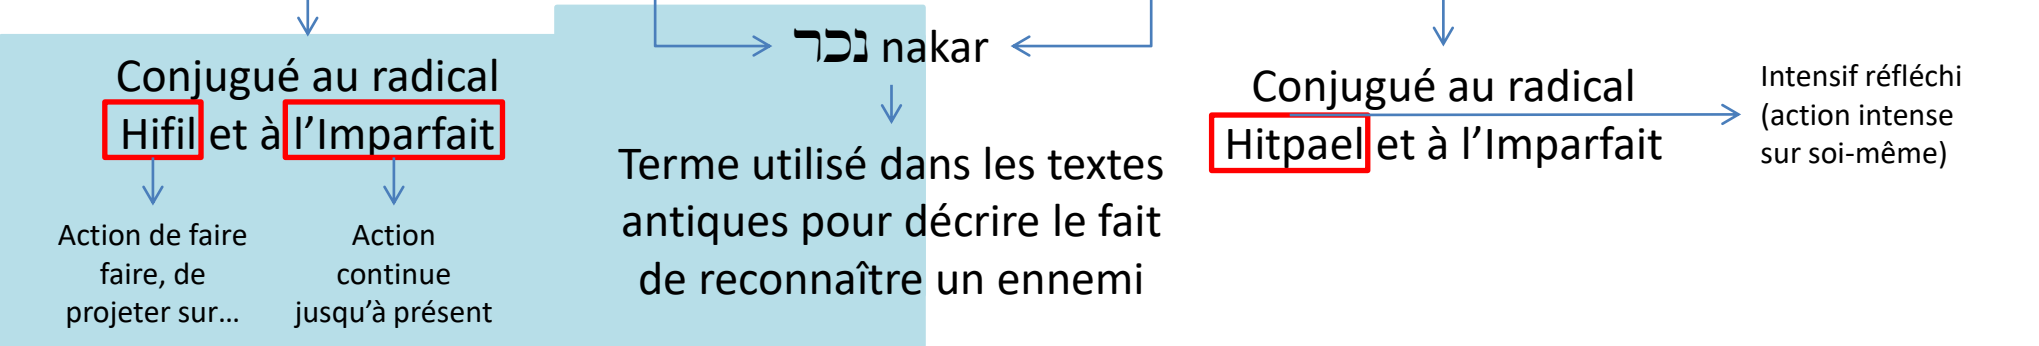 Conjugué au radical
Hifil et à l’Imparfait
Action de faire
faire, de
projeter sur…
Action
continue
jusqu’à présent
נכר nakar
Terme utilisé dans les textes
antiques pour décrire le fait
de reconnaître un ennemi
Conjugué au radical
Hitpael et à l’Imparfait
Intensif réfléchi
(action intense
sur soi-même)